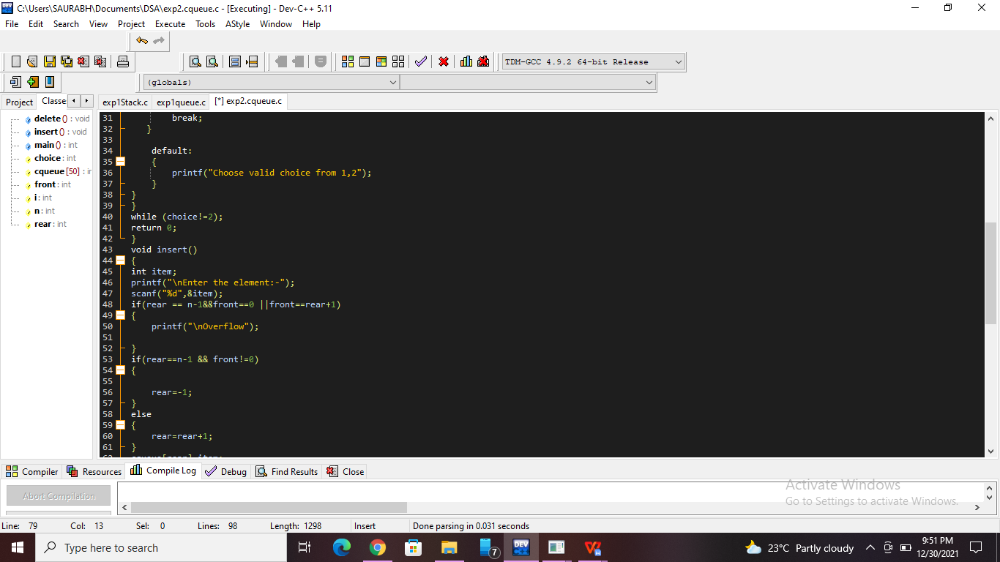 C:\Users\SAURABH\Documents\DSA\exp2.cqueue.c - [Executing] - Dev-C++ 5.11
File Edit Search View Project Execute Tools AStyle Window Help
TDM-GCC 4.9.2 64-bit Release
(globals)
Project Classe exp1Stack.c exp1queue.c [*] exp2.cqueue.c
delete () : void
insert () : void
main () : int
choice : int
cqueue [50] : ir
front : int
i : int
n : int
rear : int
31 break;
32 }
33
34 default:
35 {
36 printf("Choose valid choice from 1,2");
37 }
38 }
39 }
40 while (choice!=2);
41 return 0;
42 }
43 void insert()
44 {
45 int item;
46 printf("\nEnter the element:-");
47 scanf("%d",&item);
48 if(rear == n-1&&front==0 ||front==rear+1)
49 {
50 printf("\nOverflow");
51
52 }
53 if(rear==n-1 && front!=0)
54 {
55
56 rear=-1;
57 }
58 else
59 {
60 rear=rear+1;
61 }
Compiler Resources Compile Log Debug Find Results Close
Abort Compilation
Activate Windows
Go to Settings to activate Windows.
Line: 79 Col: 13 Sel: 0 Lines: 98 Length: 1298 Insert Done parsing in 0.031 seconds
Type here to search
7
DEV
23°C Partly cloudy
9:51 PM
12/30/2021